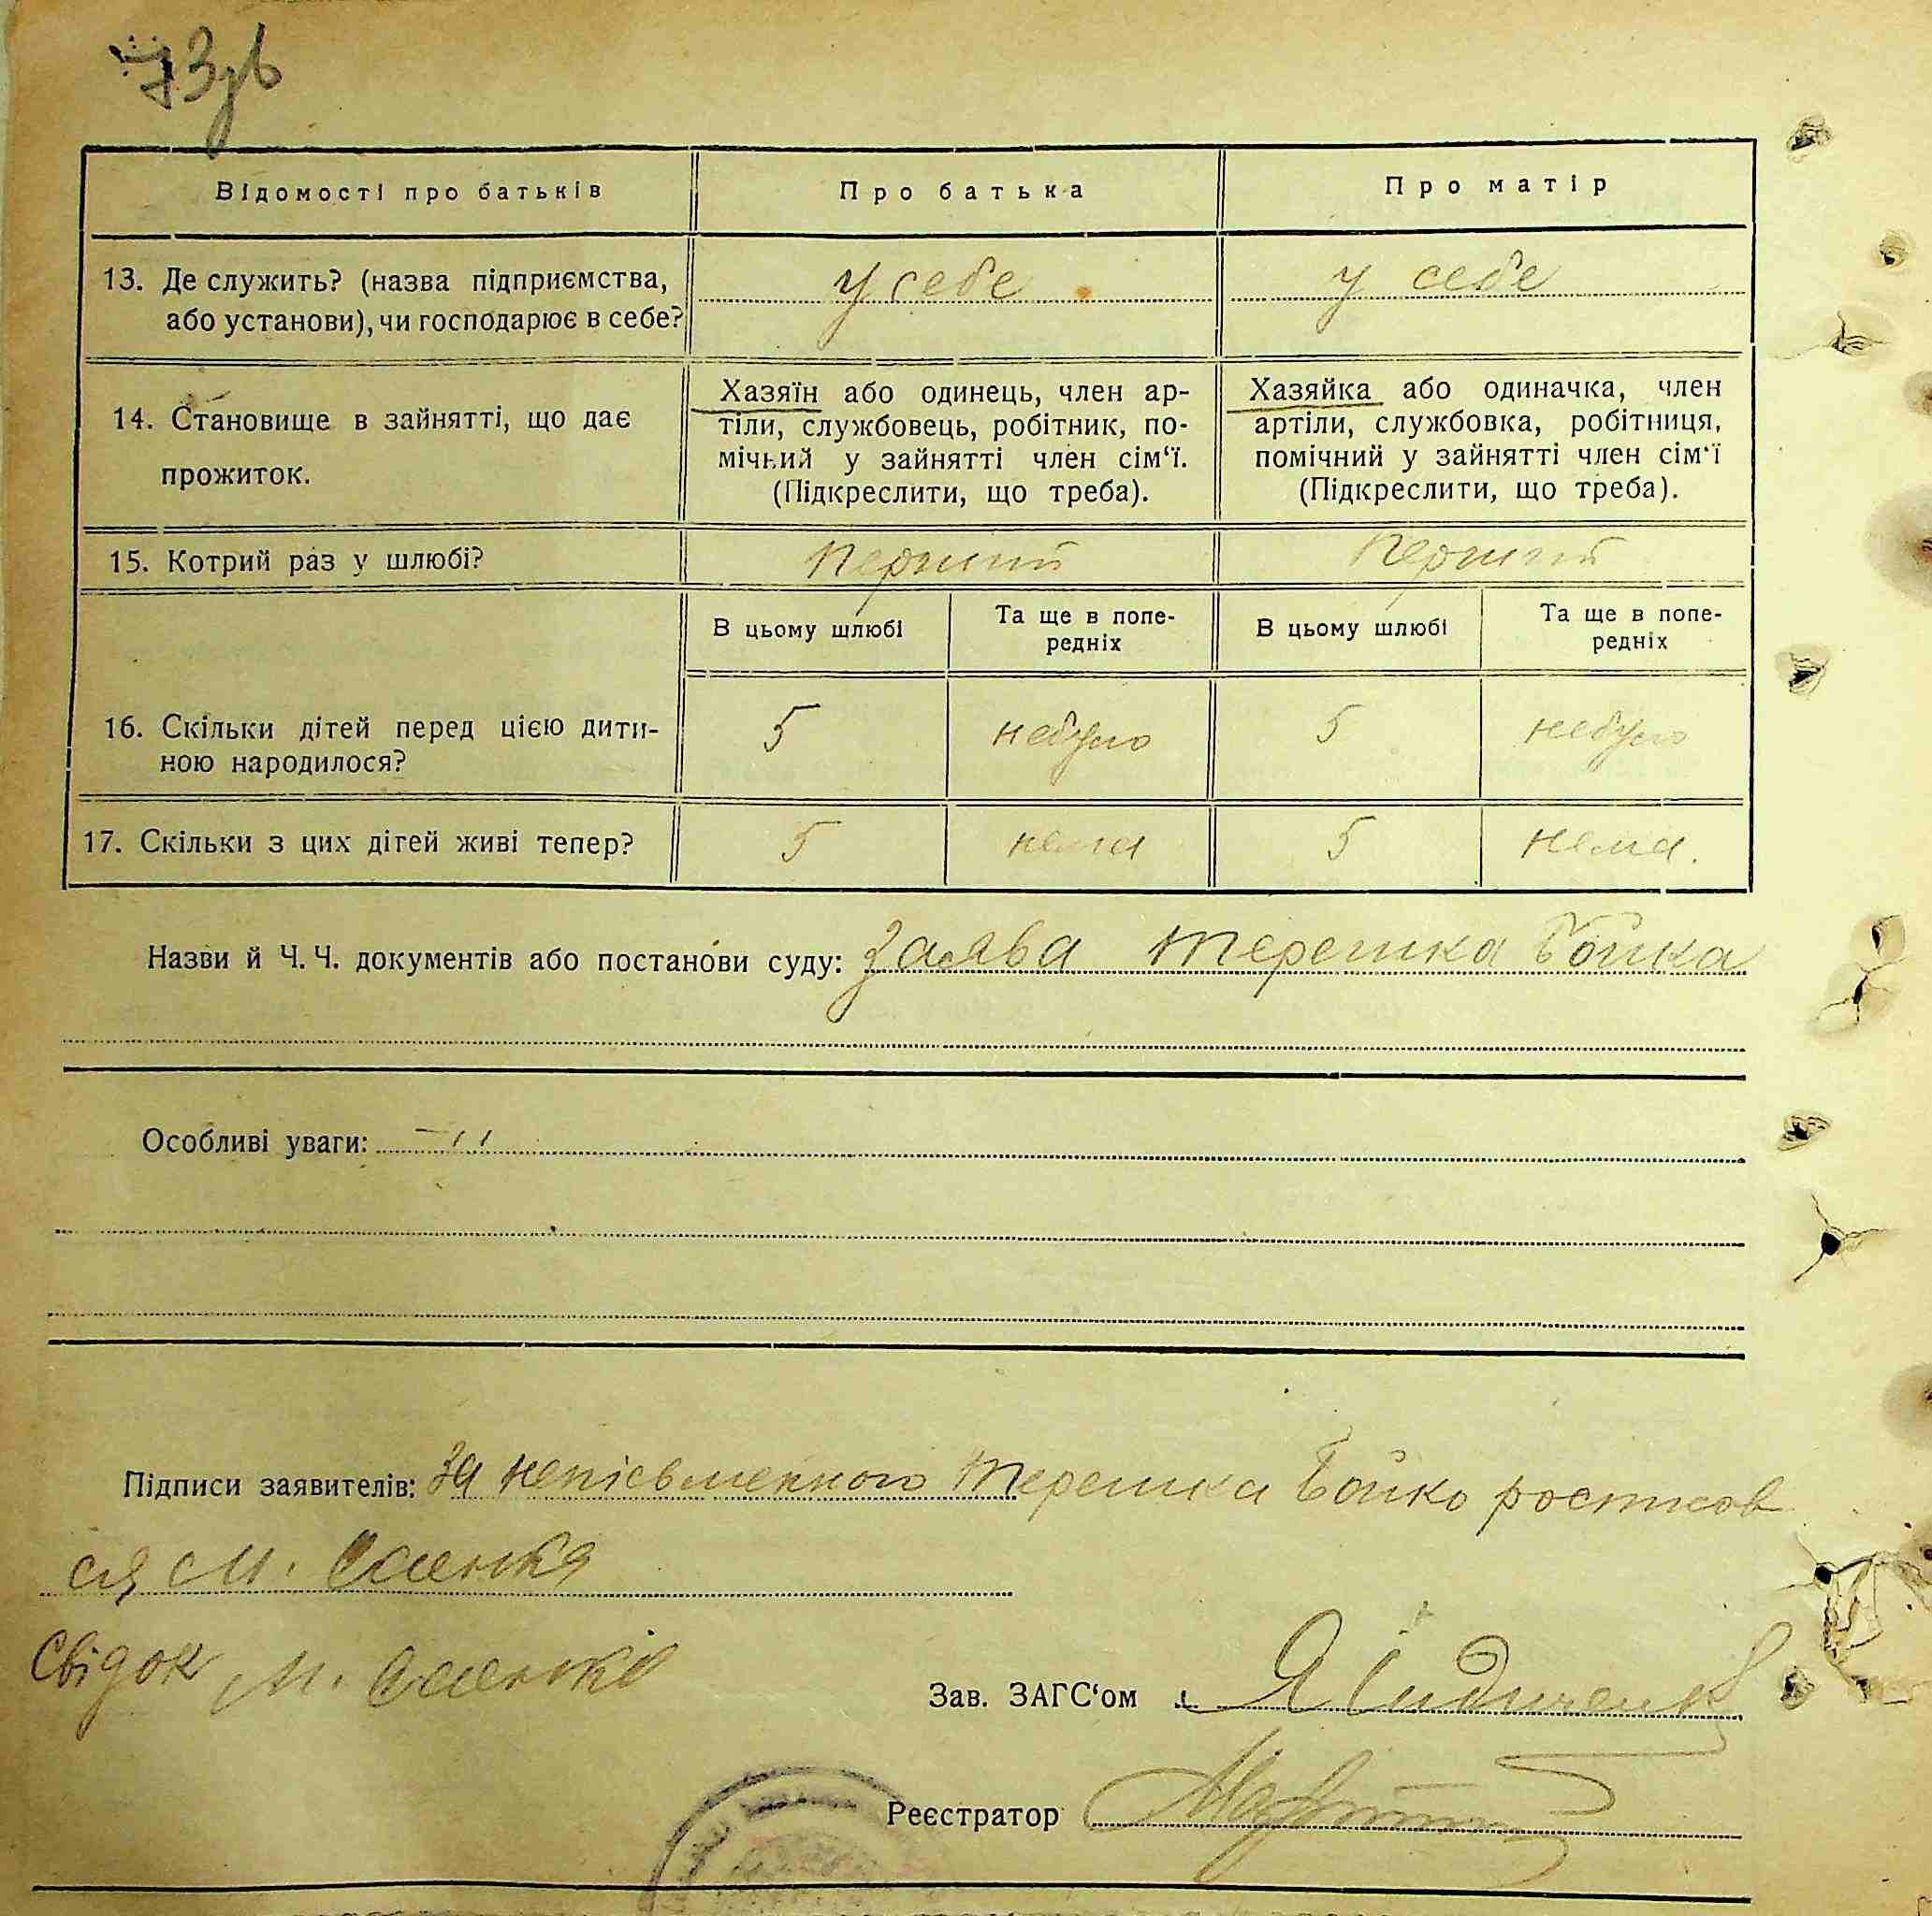 73зв
Відомості про батьків
Про батька
Про матір
13. Де служить? (назва підприємства,
або установи), чи господарює в себе?
у себе
у себе
14. Становище в зайнятті, що дає
прожиток.
Хазяїн або одинець, член ар-
тіли, службовець, робітник, по-
мічний у зайнятті член сім‘ї.
(Підкреслити, що треба).
Хазяйка або одиначка, член
артіли, службовка, робітниця,
помічний у зайнятті член сім‘ї
(Підкреслити, що треба).
15. Котрий раз у шлюбі?
перший
перший
В цьому шлюбі
Та ще в попе-
редніх
В цьому шлюбі
Та ще в попе-
редніх
16. Скільки дітей перед цією дити-
ною народилося?
5
небуло
5
небуло
17. Скільки з цих дітей живі тепер?
5
нема
5
нема.
Назви й Ч. Ч. документів або постанови суду: заява Терешка Бойка
Особливі уваги: —ıı
Підписи заявителів: За непісьменного Терешка Бойко ростисов
ся М.
Свідок М.
Зав. ЗАГС‘ом
Реєстратор